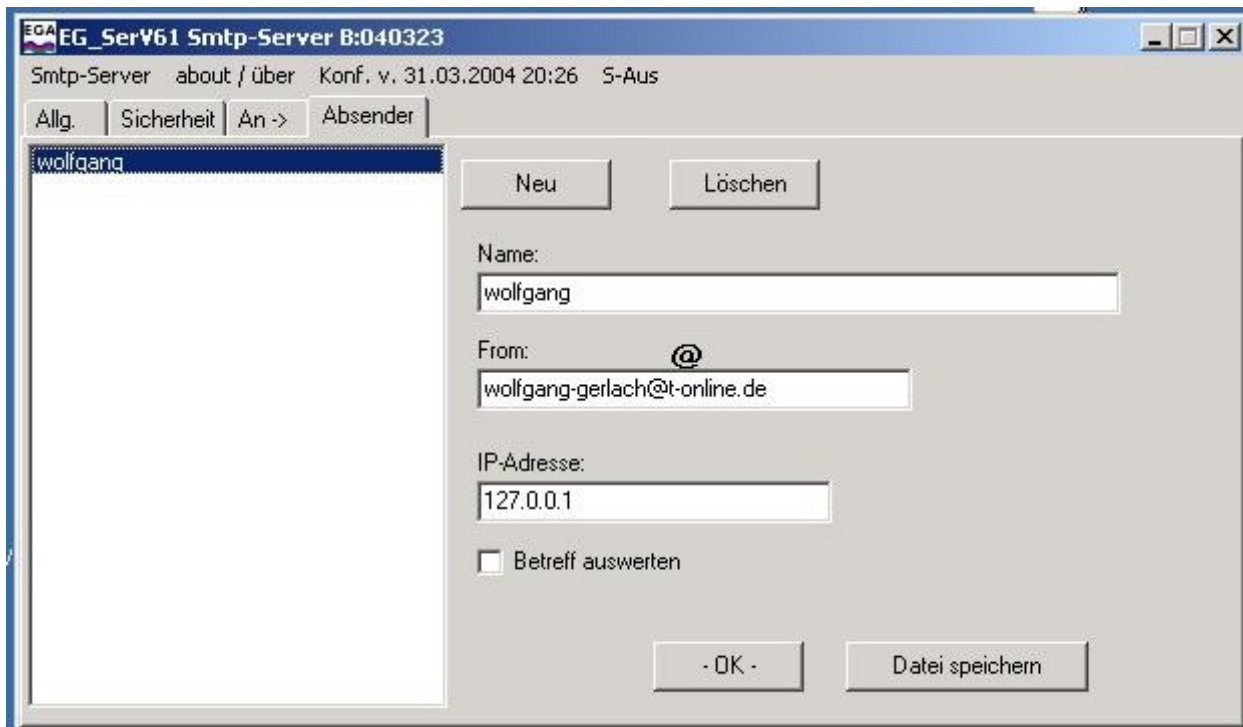 EGA EG_SerV61 Smtp-Server B:040323
Smtp-Server about / über Konf. v. 31.03.2004 20:26 S-Aus
Allg. Sicherheit An -> Absender
wolfgang
Neu Löschen
Name:
wolfgang
From: @
wolfgang-gerlach@t-online.de
IP-Adresse:
127.0.0.1
Betreff auswerten
- OK - Datei speichern